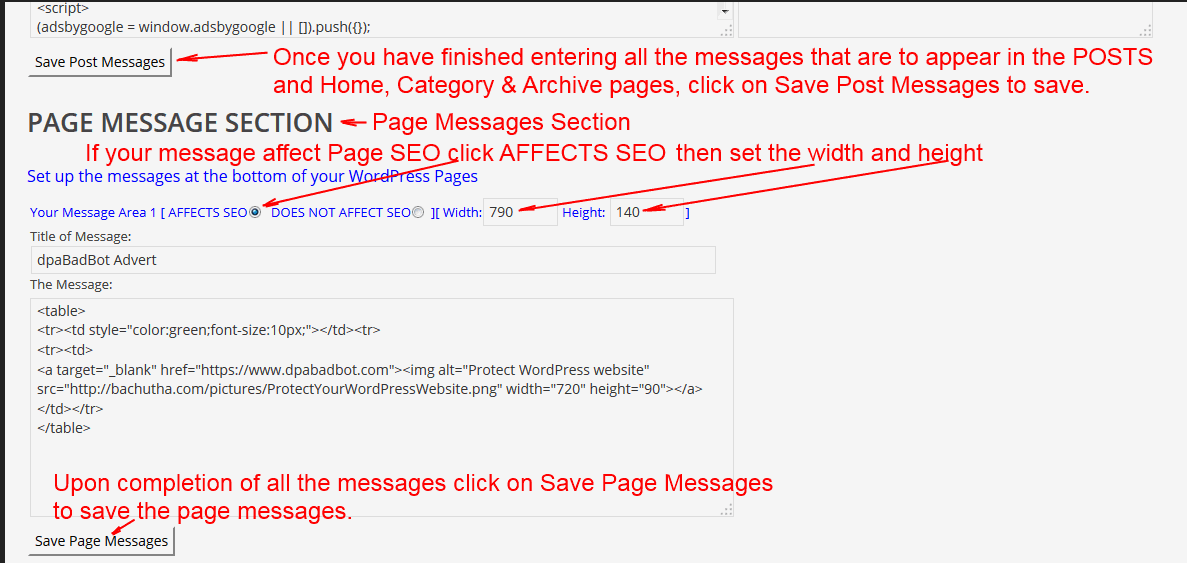 <script>
(adsbygoogle = window.adsbygoogle || []).push({});
Save Post Messages
Once you have finished entering all the messages that are to appear in the POSTS
and Home, Category & Archive pages, click on Save Post Messages to save.
PAGE MESSAGE SECTION
Page Messages Section
If your message affect Page SEO click AFFECTS SEO then set the width and height
Set up the messages at the bottom of your WordPress Pages
Your Message Area 1 [ AFFECTS SEO DOES NOT AFFECT SEO ][ Width: 790 Height: 140 ]
Title of Message:
dpaBadBot Advert
The Message:
<table>
<tr><td style="color:green;font-size:10px;"></td><tr>
<tr><td>
<a target="_blank" href="https://www.dpabadbot.com"><img alt="Protect WordPress website"
src="http://bachutha.com/pictures/ProtectYourWordPressWebsite.png" width="720" height="90"></a>
</td></tr>
</table>
Upon completion of all the messages click on Save Page Messages
to save the page messages.
Save Page Messages